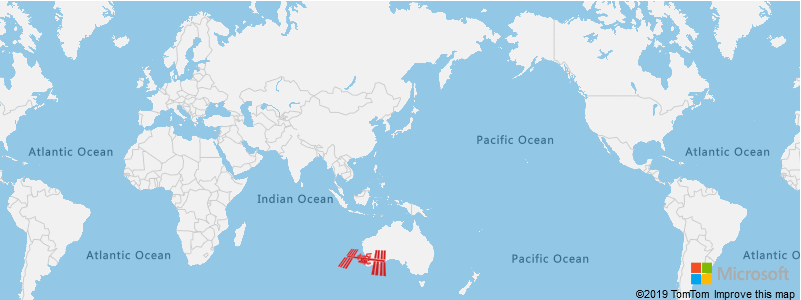 Pacific Ocean
Atlantic Ocean
Atlantic Ocean
Indian Ocean
Atlantic Ocean
Pacific Ocean
Atlantic Oc
Microsoft
©2019 TomTom Improve this map